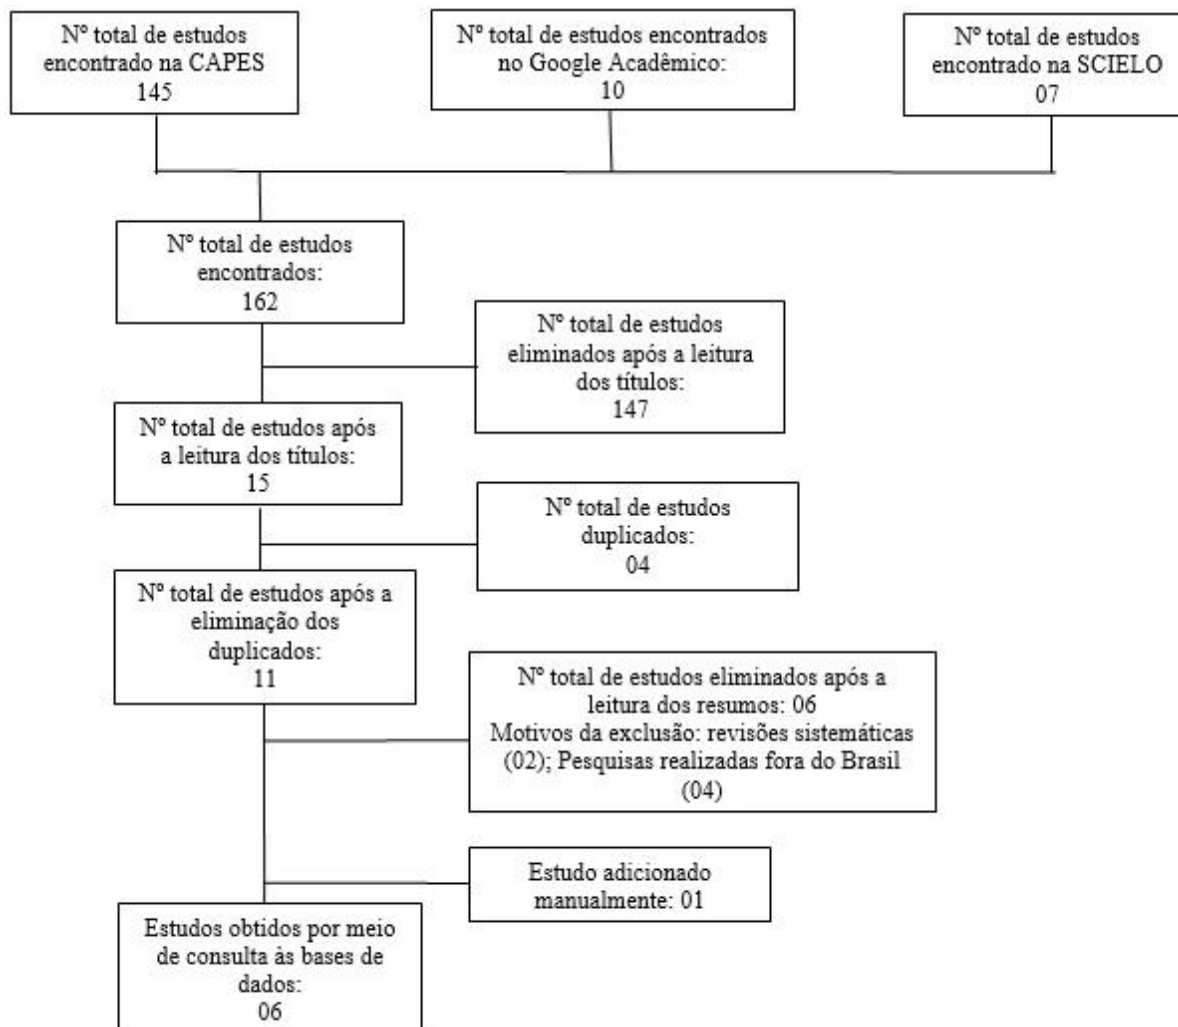 Nº total de estudos
encontrado na CAPES
145
Nº total de estudos encontrados
no Google Acadêmico:
10
Nº total de estudos
encontrado na SCIELO
07
Nº total de estudos
encontrados:
162
Nº total de estudos
eliminados após a leitura
dos títulos:
147
Nº total de estudos após
a leitura dos títulos:
15
Nº total de estudos
duplicados:
04
Nº total de estudos após a
eliminação dos
duplicados:
11
Nº total de estudos eliminados após a
leitura dos resumos: 06
Motivos da exclusão: revisões sistemáticas
(02); Pesquisas realizadas fora do Brasil
(04)
Estudo adicionado
manualmente: 01
Estudos obtidos por meio
de consulta às bases de
dados:
06